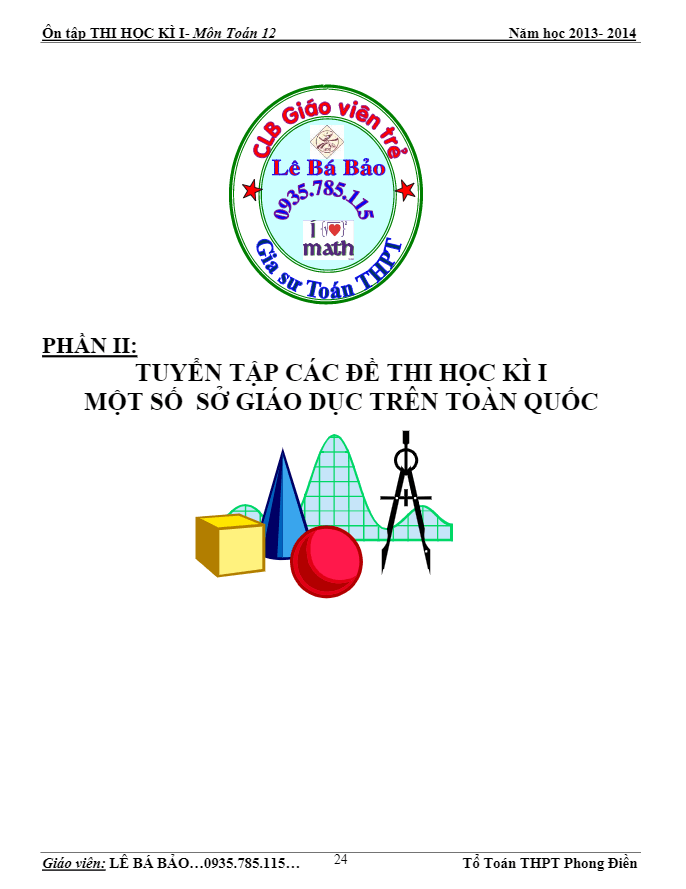 Ôn tập THI HỌC KÌ I- Môn Toán 12 Năm học 2013- 2014
CLB Giáo viên trẻ
Lê Bá Bảo
0935.785.115
I
math
Gia sư Toán THPT
PHẦN II:
TUYỂN TẬP CÁC ĐỀ THI HỌC KÌ I
MỘT SỐ SỞ GIÁO DỤC TRÊN TOÀN QUỐC
Giáo viên: LÊ BÁ BẢO…0935.785.115… 24 Tổ Toán THPT Phong Điền